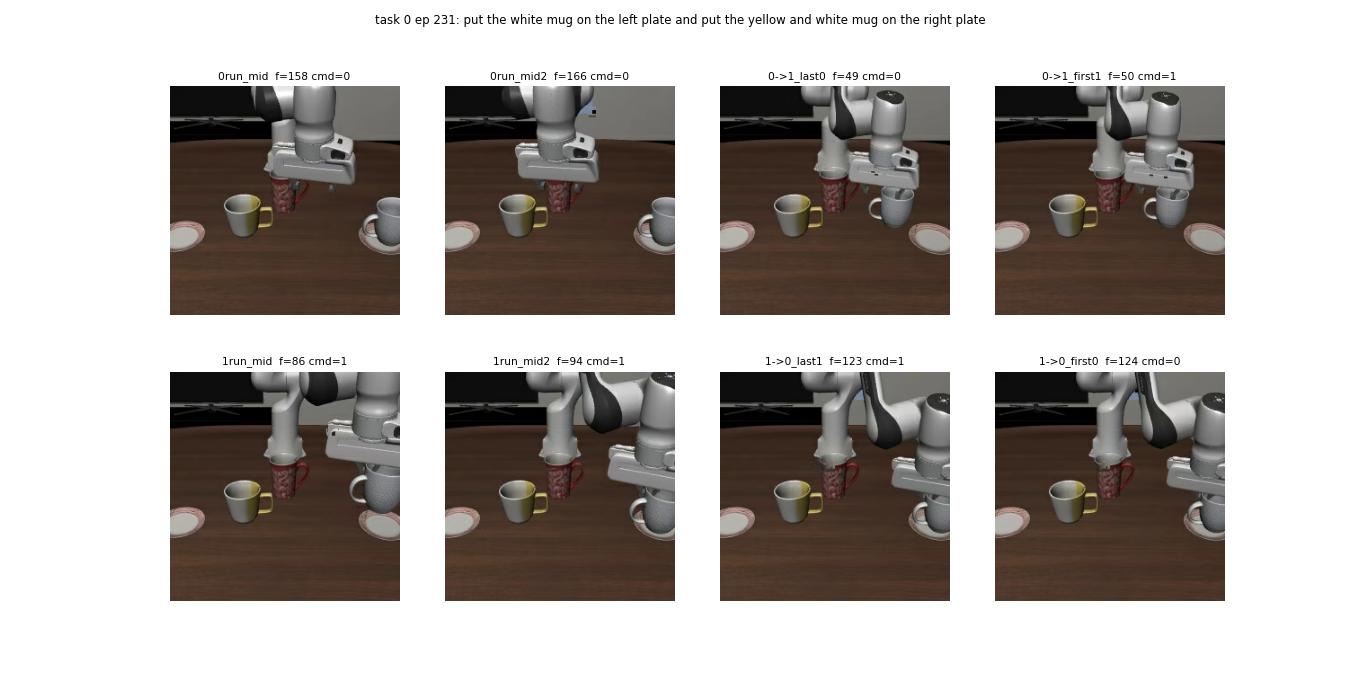 task 0 ep 231: put the white mug on the left plate and put the yellow and white mug on the right plate
0run_mid  f=158 cmd=0
0run_mid2  f=166 cmd=0
0->1_last0  f=49 cmd=0
0->1_first1  f=50 cmd=1
1run_mid  f=86 cmd=1
1run_mid2  f=94 cmd=1
1->0_last1  f=123 cmd=1
1->0_first0  f=124 cmd=0